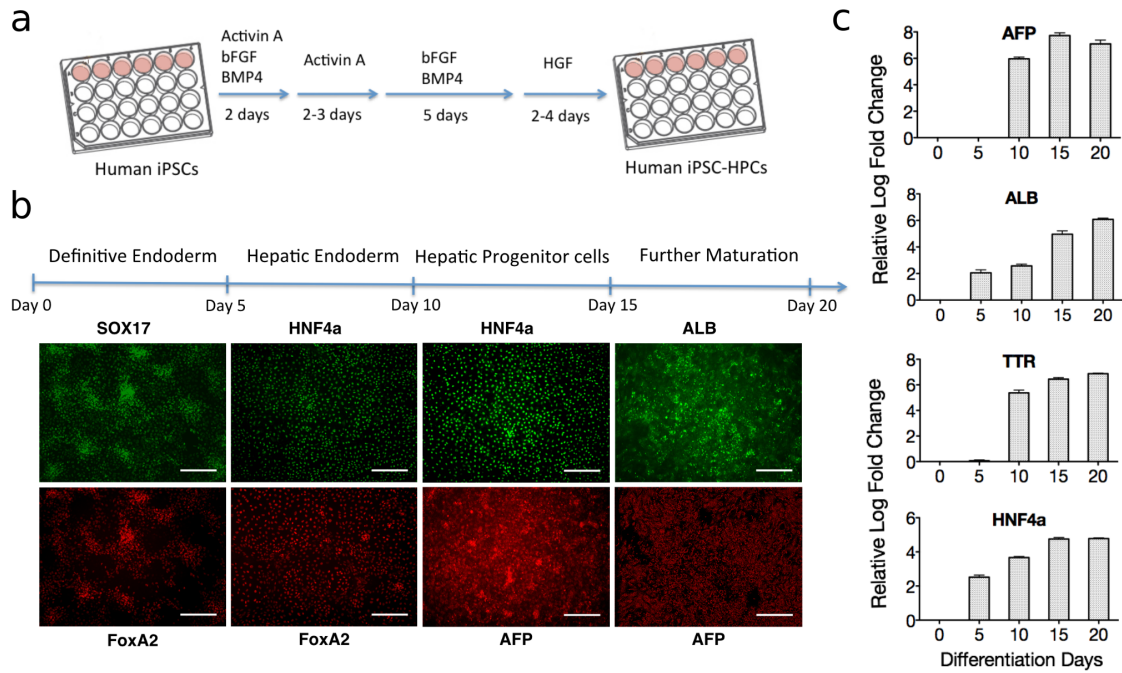 a
Activin A
bFGF
BMP4
2 days
Activin A
2-3 days
bFGF
BMP4
5 days
HGF
2-4 days
Human iPSCs
Human iPSC-HPCs
b
Definitive Endoderm
Hepatic Endoderm
Hepatic Progenitor cells
Further Maturation
Day 0
Day 5
Day 10
Day 15
Day 20
SOX17
HNF4a
HNF4a
ALB
FoxA2
FoxA2
AFP
AFP
c
Relative Log Fold Change
AFP
8
6
4
2
0
0 5 10 15 20
ALB
8
6
4
2
0
0 5 10 15 20
Relative Log Fold Change
TTR
8
6
4
2
0
0 5 10 15 20
HNF4a
6
4
2
0
0 5 10 15 20
Differentiation Days